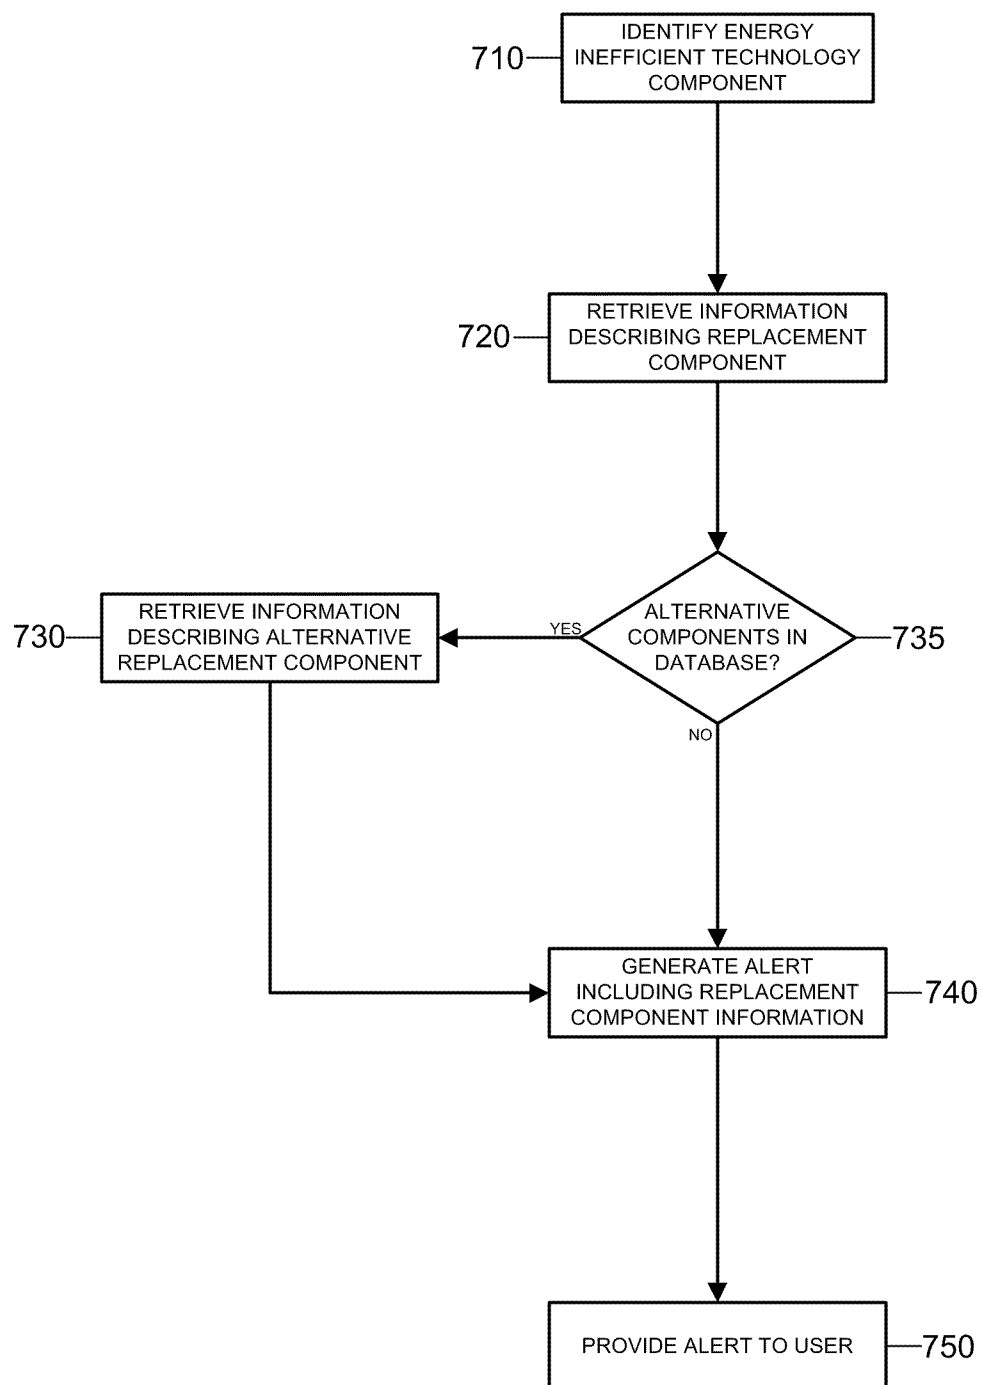 710
IDENTIFY ENERGY
INEFFICIENT TECHNOLOGY
COMPONENT
720
RETRIEVE INFORMATION
DESCRIBING REPLACEMENT
COMPONENT
730
RETRIEVE INFORMATION
DESCRIBING ALTERNATIVE
REPLACEMENT COMPONENT
YES
ALTERNATIVE
COMPONENTS IN
DATABASE?
735
NO
GENERATE ALERT
INCLUDING REPLACEMENT
COMPONENT INFORMATION
740
PROVIDE ALERT TO USER
750